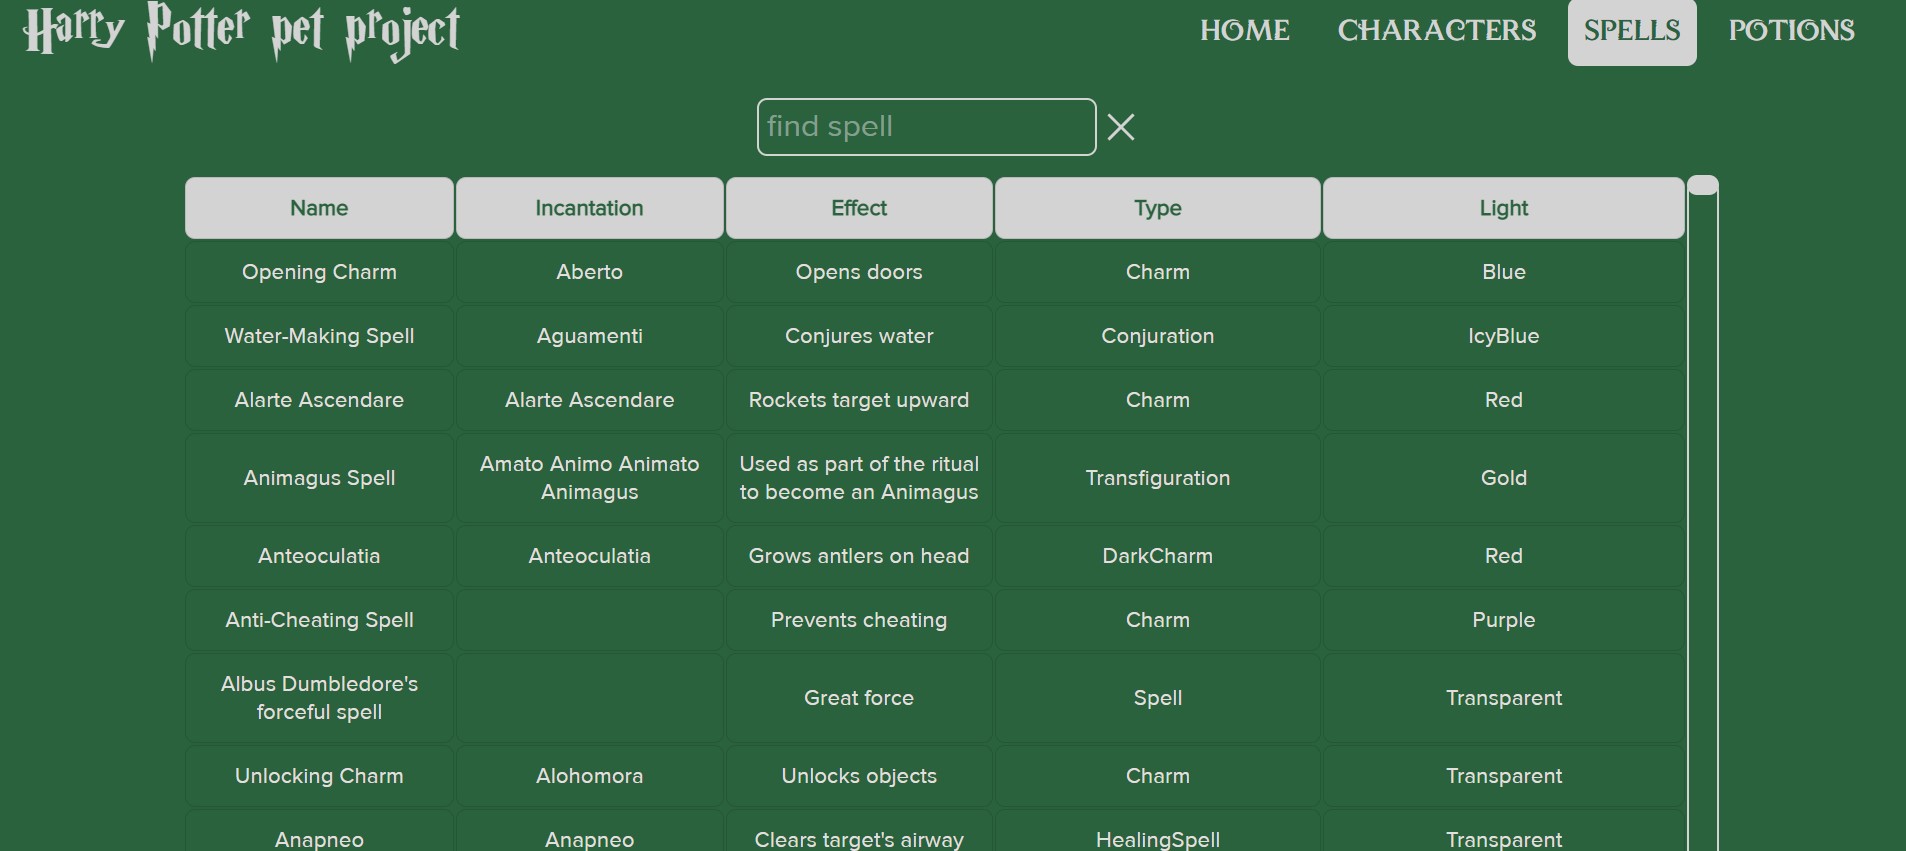 Harry Potter pet project
HOME CHARACTERS SPELLS POTIONS
find spell
Name Incantation Effect Type Light
Opening Charm Aberto Opens doors Charm Blue
Water-Making Spell Aguamenti Conjures water Conjuration IcyBlue
Alarte Ascendare Alarte Ascendare Rockets target upward Charm Red
Animagus Spell Amato Animo Animato Animagus Used as part of the ritual to become an Animagus Transfiguration Gold
Anteoculatia Anteoculatia Grows antlers on head DarkCharm Red
Anti-Cheating Spell Prevents cheating Charm Purple
Albus Dumbledore's forceful spell Great force Spell Transparent
Unlocking Charm Alohomora Unlocks objects Charm Transparent
Anapneo Anapneo Clears target's airway HealingSpell Transparent